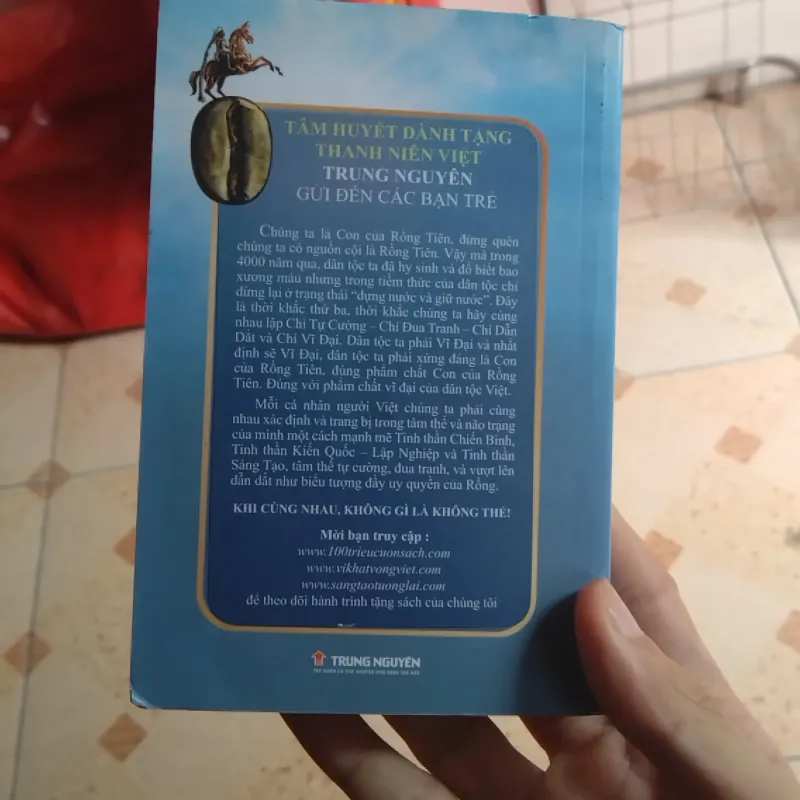 TÂM HUYẾT DÀNH TẶNG
THANH NIÊN VIỆT
TRUNG NGUYÊN
GỬI ĐẾN CÁC BẠN TRẺ
Chúng ta là Con của Rồng Tiên, đừng quên
chúng ta có nguồn cội là Rồng Tiên. Vậy mà trong
4000 năm qua, dân tộc ta đã hy sinh và đổ biết bao
xương máu nhưng trong tiềm thức của dân tộc chỉ
dừng lại ở trạng thái “dựng nước và giữ nước”. Đây
là thời khắc thứ ba, thời khắc chúng ta hãy cùng
nhau lập Chí Tự Cường – Chí Đua Tranh – Chí Dẫn
Dắt và Chí Vĩ Đại. Dân tộc ta phải Vĩ Đại và nhất
định sẽ Vĩ Đại, dân tộc ta phải xứng đáng là Con
của Rồng Tiên, đúng phẩm chất Con của Rồng
Tiên. Đúng với phẩm chất vĩ đại của dân tộc Việt.
Mỗi cá nhân người Việt chúng ta phải cùng
nhau xác định và trang bị trong tâm thế và não trạng
của mình một cách mạnh mẽ Tinh thần Chiến Binh,
Tinh thần Kiến Quốc – Lập Nghiệp và Tinh thần
Sáng Tạo, tâm thế tự cường, đua tranh, và vượt lên
dẫn dắt như biểu tượng đầy uy quyền của Rồng.
KHI CÙNG NHAU, KHÔNG GÌ LÀ KHÔNG THỂ!
Mời bạn truy cập :
www.100trieucuonsach.com
www.vikhatvongviet.com
www.sangtaotuonglai.com
để theo dõi hành trình tặng sách của chúng tôi
TRUNG NGUYÊN